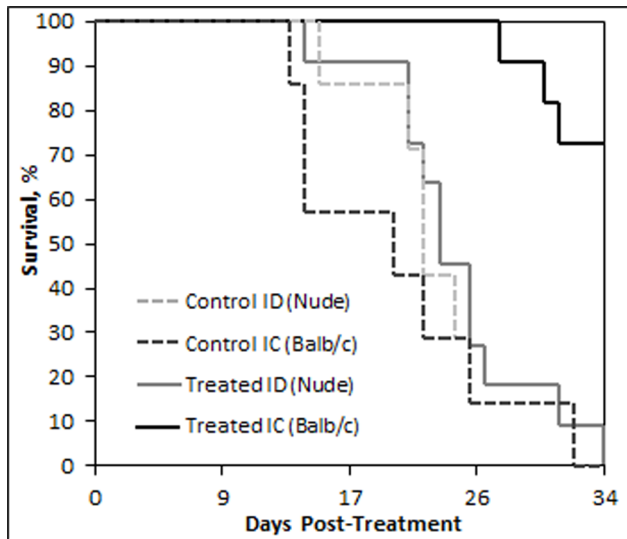 100
90
80
70
60
50
40
30
20
10
0
Survival, %
Control ID (Nude)
Control IC (Balb/c)
Treated ID (Nude)
Treated IC (Balb/c)
0 9 17 26 34
Days Post-Treatment